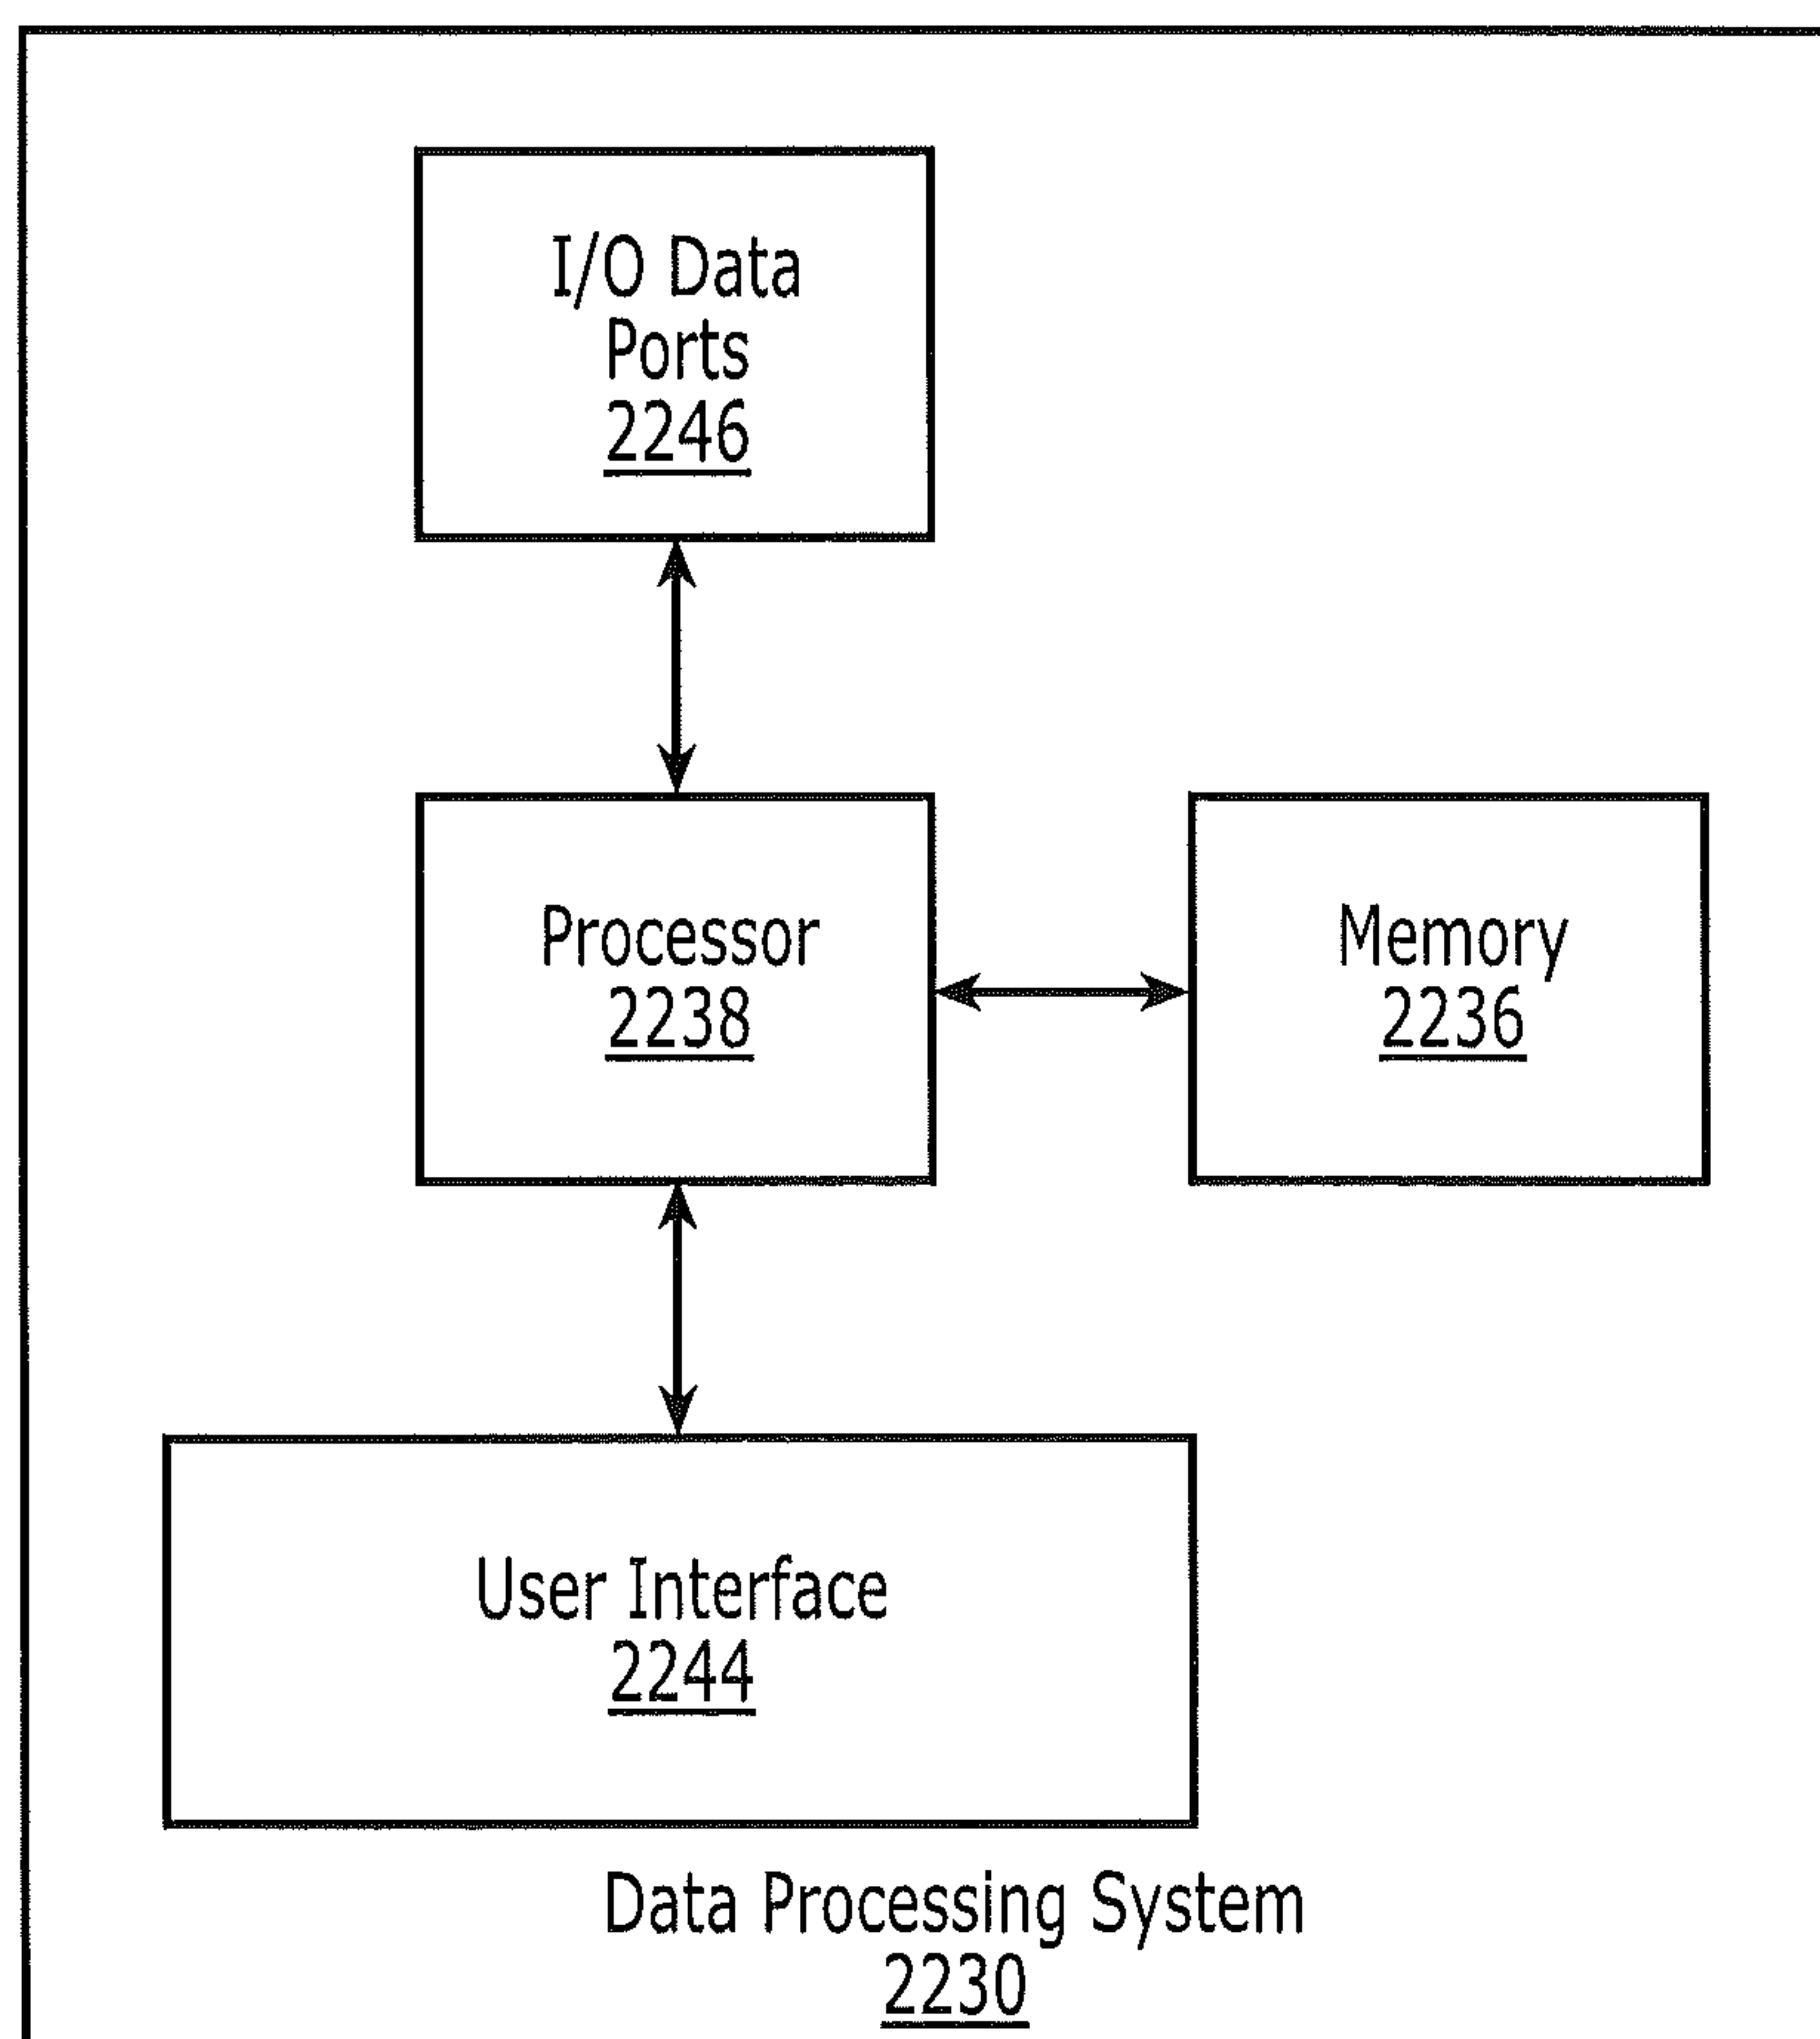 I/O Data
Ports
2246
Processor
2238
Memory
2236
User Interface
2244
Data Processing System
2230